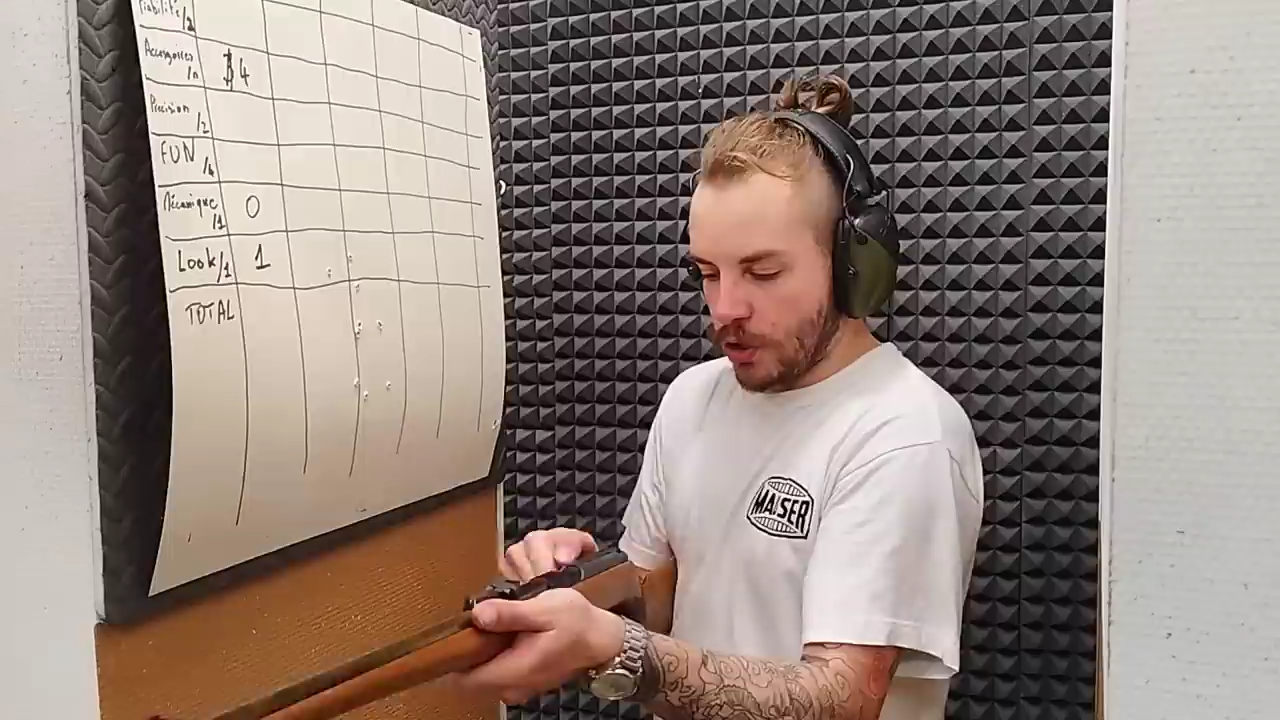 Fiabilité/2
Accessoires
/1
4
Précision
/2
FUN
/4
Mécanique
/1
0
Look/1
1
TOTAL
MAUSER